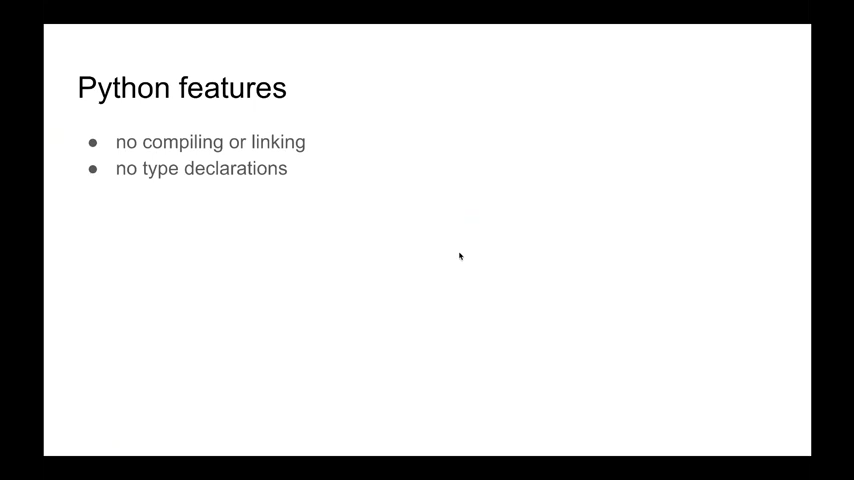 Python features
● no compiling or linking
● no type declarations